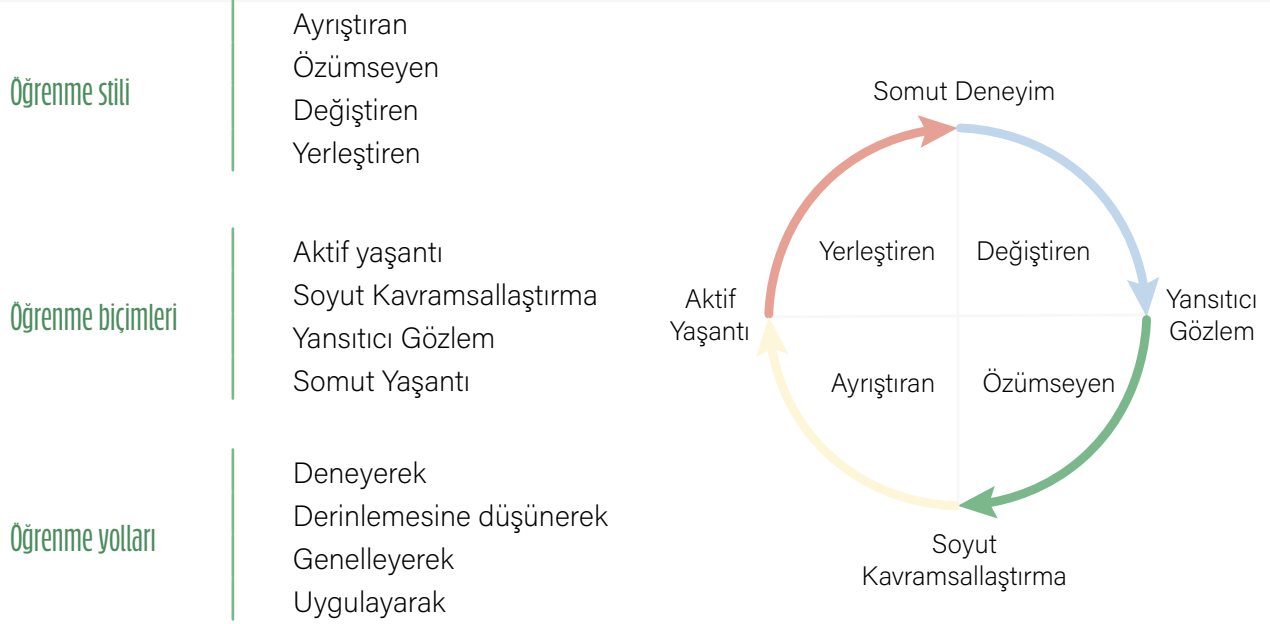 Öğrenme stili
Ayrıştıran
Özümseyen
Değiştiren
Yerleştiren
Öğrenme biçimleri
Aktif yaşantı
Soyut Kavramsallaştırma
Yansıtıcı Gözlem
Somut Yaşantı
Öğrenme yolları
Deneyerek
Derinlemesine düşünerek
Genelleyerek
Uygulayarak
Somut Deneyim
Yerleştiren
Değiştiren
Aktif
Yaşantı
Yansıtıcı
Gözlem
Ayrıştıran
Özümseyen
Soyut
Kavramsallaştırma